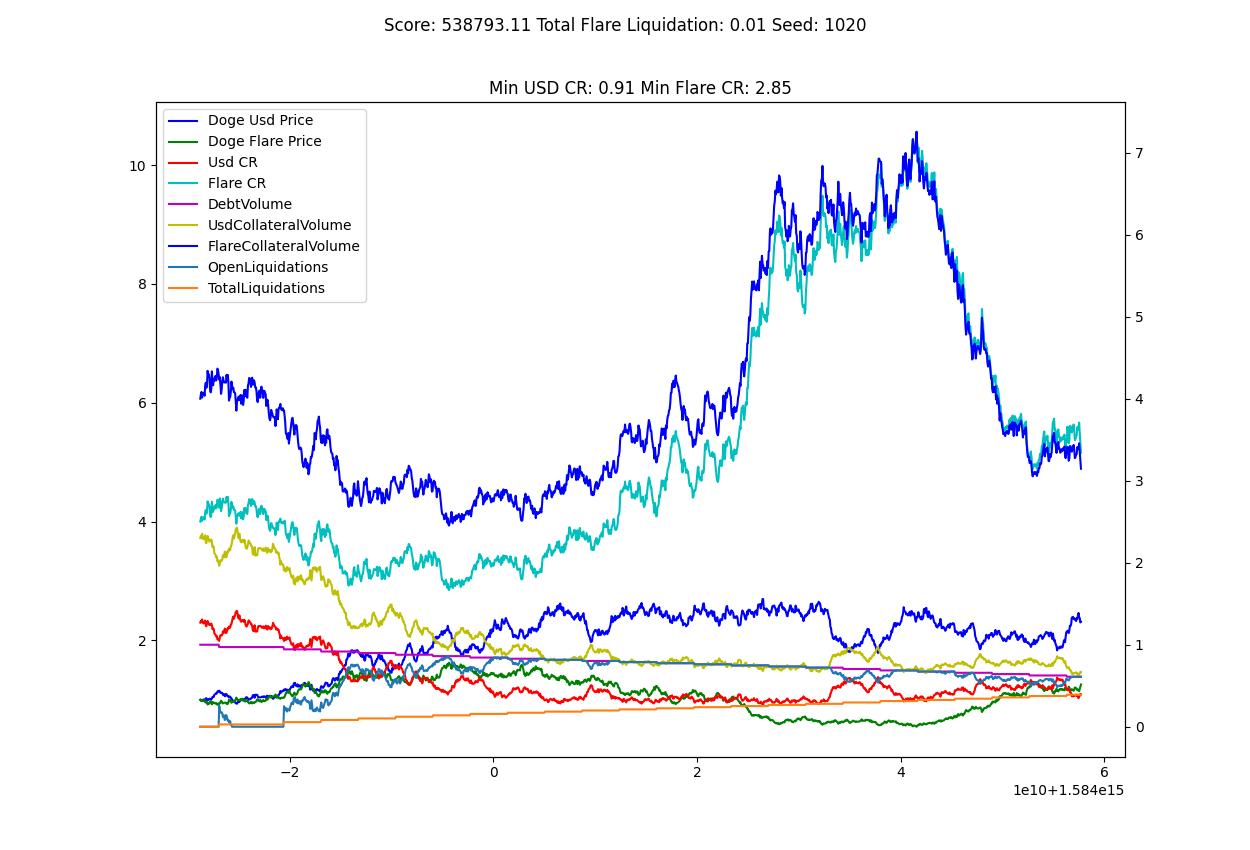 Score: 538793.11 Total Flare Liquidation: 0.01 Seed: 1020
Min USD CR: 0.91 Min Flare CR: 2.85
Doge Usd Price
Doge Flare Price
Usd CR
Flare CR
DebtVolume
UsdCollateralVolume
FlareCollateralVolume
OpenLiquidations
TotalLiquidations
10
8
6
4
2
7
6
5
4
3
2
1
0
−2
0
2
4
6
1e10+1.584e15